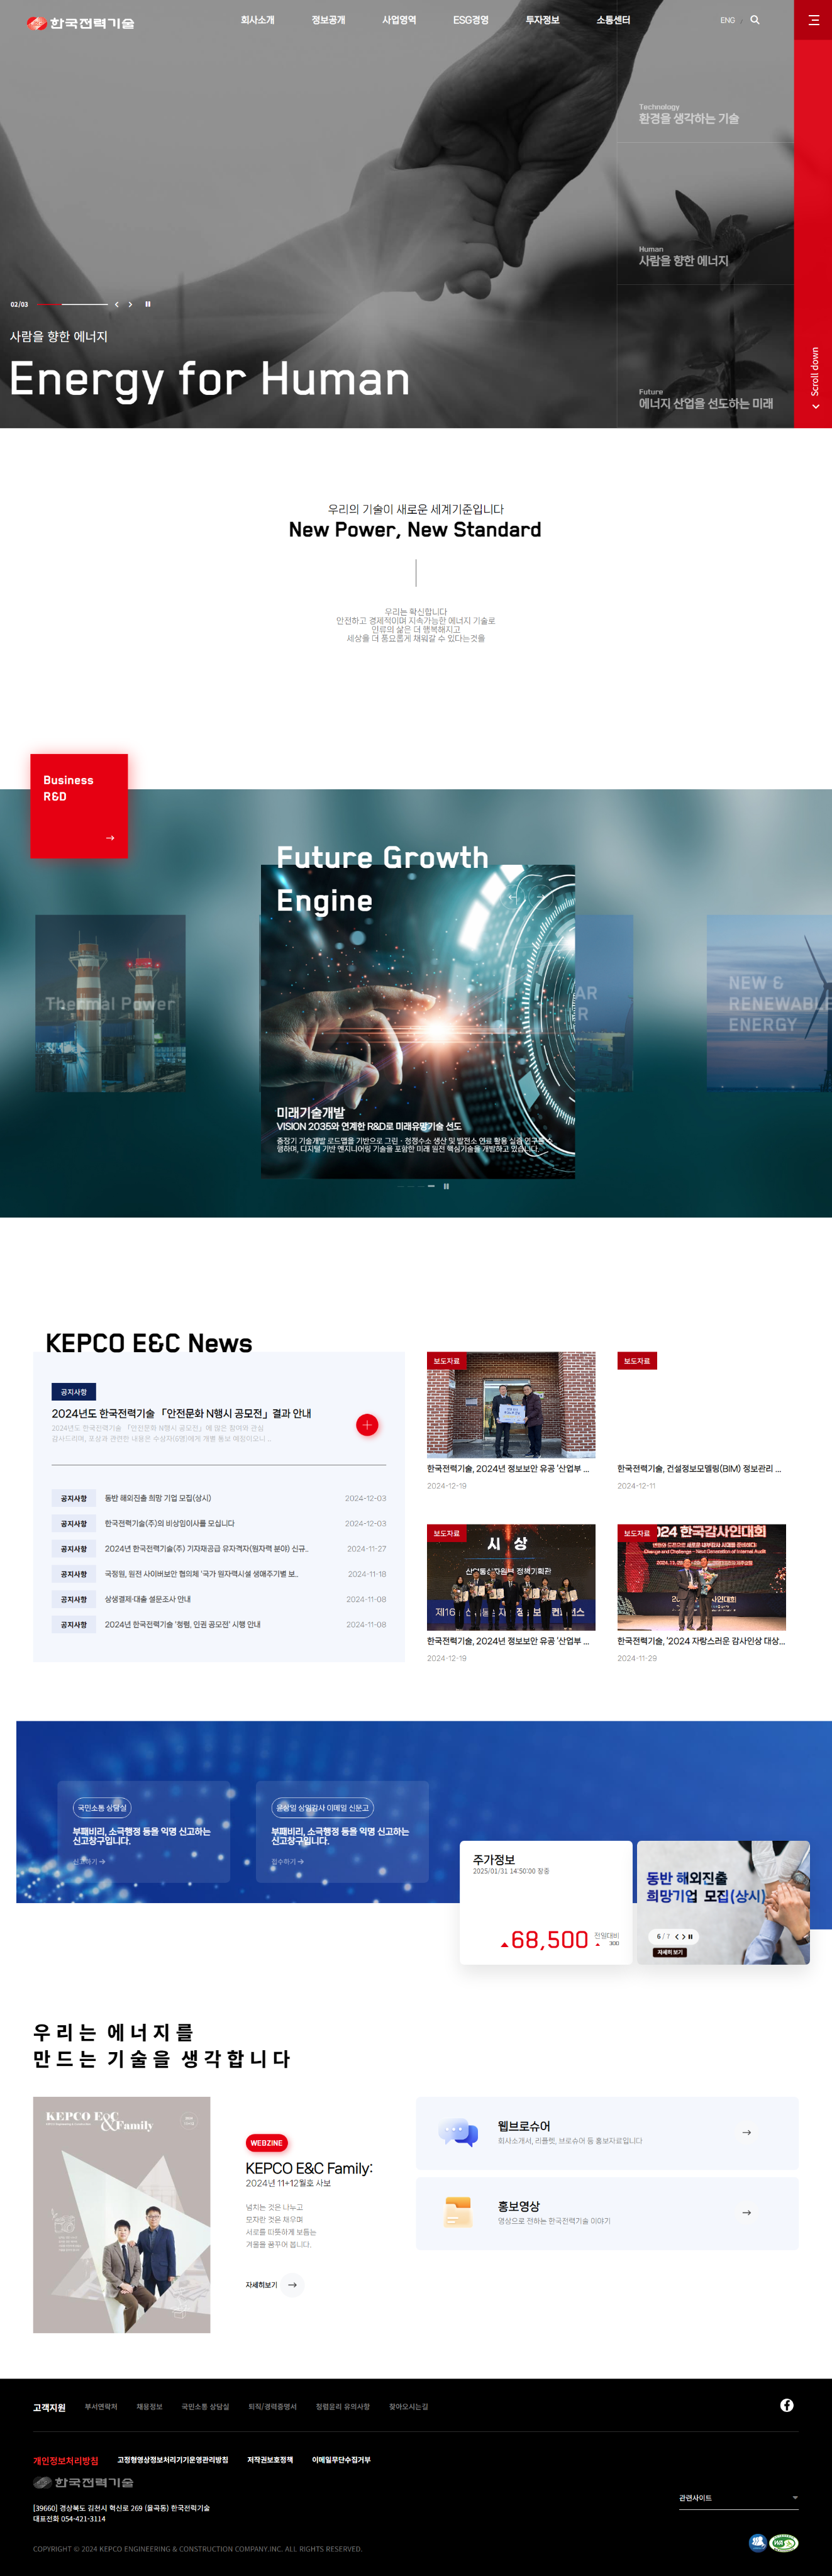 한국전력기술
회사소개
정보공개
사업영역
ESG경영
투자정보
소통센터
ENG
Technology
환경을 생각하는 기술
Human
사람을 향한 에너지
Future
에너지 산업을 선도하는 미래
Scroll down
02/03
사람을 향한 에너지
Energy for Human
우리의 기술이 새로운 세계기준입니다
New Power, New Standard
우리는 확신합니다
안전하고 경제적이며 지속가능한 에너지 기술로
인류의 삶은 더 행복해지고
세상을 더 풍요롭게 채워갈 수 있다는것을
Business
R&D
Future Growth
Engine
Thermal Power
AR
R
NEW &
RENEWABLE
ENERGY
미래기술개발
VISION 2035와 연계한 R&D로 미래유망기술 선도
중장기 기술개발 로드맵을 기반으로 그린 · 청정수소 생산 및 발전소 연료 활용 실증 연구를 수
행하며, 디지털 기반 엔지니어링 기술을 포함한 미래 원전 핵심기술을 개발하고 있습니다.
KEPCO E&C News
공지사항
2024년도 한국전력기술 「안전문화 N행시 공모전」 결과 안내
2024년도 한국전력기술 「안전문화 N행시 공모전」에 많은 참여와 관심
감사드리며, 포상과 관련한 내용은 수상자(6명)에게 개별 통보 예정이오니 ..
공지사항 동반 해외진출 희망 기업 모집(상시) 2024-12-03
공지사항 한국전력기술(주)의 비상임이사를 모십니다 2024-12-03
공지사항 2024년 한국전력기술(주) 기자재공급 유자격자(원자력 분야) 신규.. 2024-11-27
공지사항 국정원, 원전 사이버보안 협의체 '국가 원자력시설 생애주기별 보.. 2024-11-18
공지사항 상생결제·대출 설문조사 안내 2024-11-08
공지사항 2024년 한국전력기술 '청렴, 인권 공모전' 시행 안내 2024-11-08
보도자료
한국전력기술, 2024년 정보보안 유공 '산업부 ...
2024-12-19
보도자료
한국전력기술, 건설정보모델링(BIM) 정보관리 ...
2024-12-11
보도자료
시 상
한국전력기술, 2024년 정보보안 유공 '산업부 ...
2024-12-19
보도자료
024 한국감사인대회
Change and Challenge - Next Generation of Internal Audit
한국전력기술, '2024 자랑스러운 감사인상 대상...
2024-11-29
국민소통 상담실
부패비리, 소극행정 등을 익명 신고하는
신고창구입니다.
신고하기
윤상일 상임감사 이메일 신문고
부패비리, 소극행정 등을 익명 신고하는
신고창구입니다.
접수하기
주가정보
2025/01/31 14:50:00 장중
68,500
전일대비
300
동반 해외진출
희망기업 모집(상시)
6 / 7
자세히 보기
우리는 에너지를
만드는 기술을 생각합니다
KEPCO E&C
&Family
WEBZINE
KEPCO E&C Family:
2024년 11+12월호 사보
넘치는 것은 나누고
모자란 것은 채우며
서로를 따뜻하게 보듬는
겨울을 꿈꾸어 봅니다.
자세히보기
웹브로슈어
회사소개서, 리플렛, 브로슈어 등 홍보자료입니다
홍보영상
영상으로 전하는 한국전력기술 이야기
고객지원
부서연락처
채용정보
국민소통 상담실
퇴직/경력증명서
청렴윤리 유의사항
찾아오시는길
개인정보처리방침
고정형영상정보처리기기운영관리방침
저작권보호정책
이메일무단수집거부
한국전력기술
[39660] 경상북도 김천시 혁신로 269 (율곡동) 한국전력기술
대표전화 054-421-3114
관련사이트
COPYRIGHT © 2024 KEPCO ENGINEERING & CONSTRUCTION COMPANY.INC. ALL RIGHTS RESERVED.